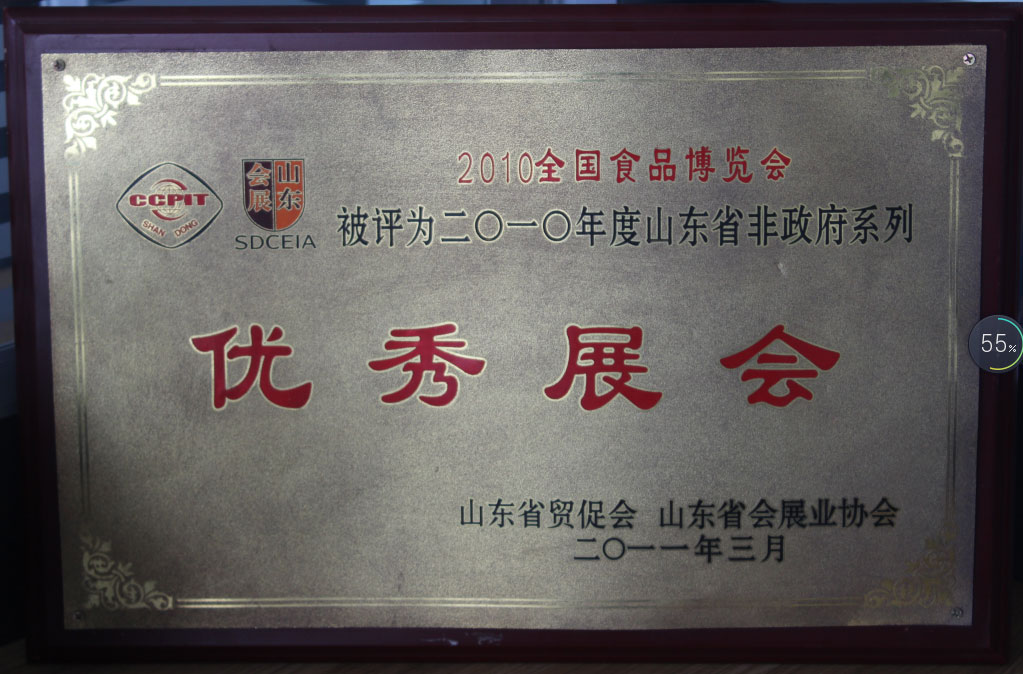 2010全国食品博览会
CCPIT
SHAN DONG
会展
山东
SDCEIA
被评为二〇一〇年度山东省非政府系列
优秀展会
山东省贸促会 山东省会展业协会
二〇一一年三月
55%